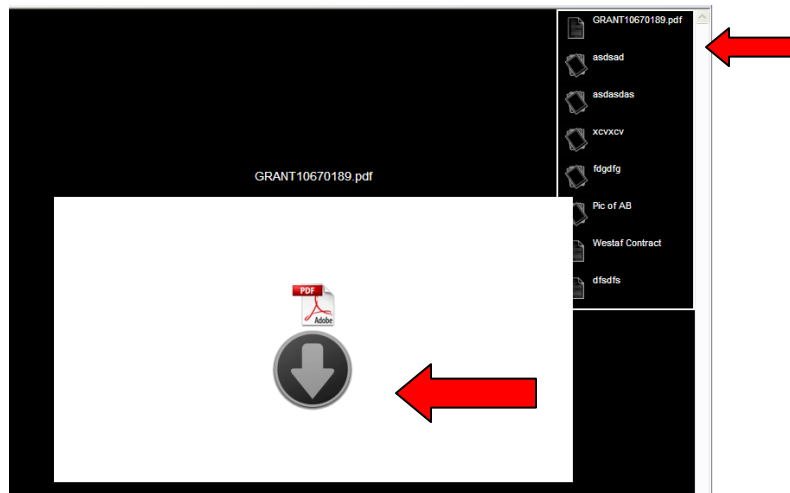 GRANT10670189.pdf
asdsad
asdasdas
xcvxcv
fdgdfg
Pic of AB
Westaf Contract
dfsdfs
GRANT10670189.pdf
PDF
Adobe